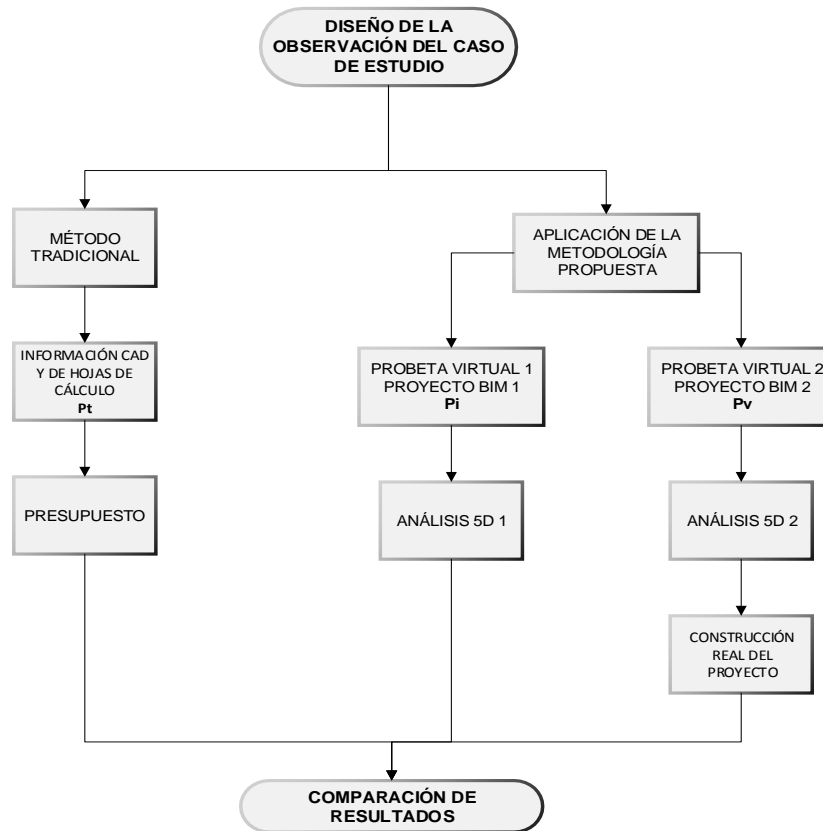 DISEÑO DE LA
OBSERVACIÓN DEL CASO
DE ESTUDIO
MÉTODO
TRADICIONAL
APLICACIÓN DE LA
METODOLOGÍA
PROPUESTA
INFORMACIÓN CAD
Y DE HOJAS DE
CÁLCULO
Pt
PROBETA VIRTUAL 1
PROYECTO BIM 1
Pi
PROBETA VIRTUAL 2
PROYECTO BIM 2
Pv
PRESUPUESTO
ANÁLISIS 5D 1
ANÁLISIS 5D 2
CONSTRUCCIÓN
REAL DEL
PROYECTO
COMPARACIÓN DE
RESULTADOS